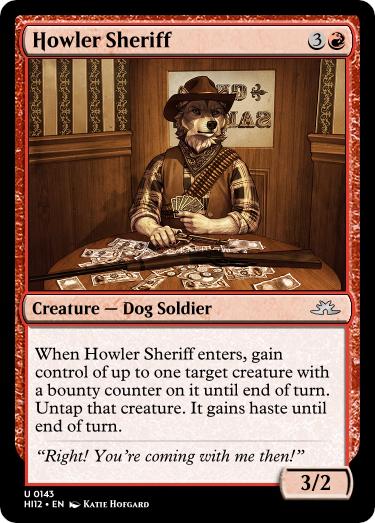 Howler Sheriff 3
Creature — Dog Soldier
When Howler Sheriff enters, gain
control of up to one target creature with
a bounty counter on it until end of turn.
Untap that creature. It gains haste until
end of turn.
“Right! You’re coming with me then!”
3/2
U 0143
HI12 • EN Katie Hofgard